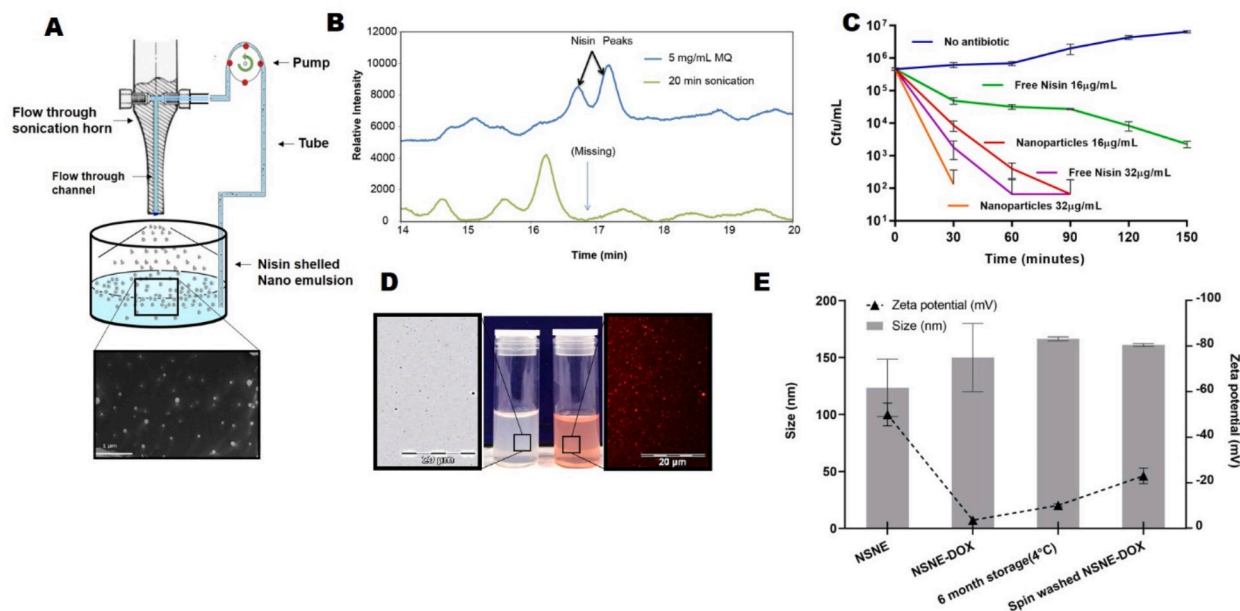 A
Pump
Flow through
sonication horn
Tube
Flow through
channel
Nisin shelled
Nano emulsion
1 µm
B
12000
10000
8000
6000
4000
2000
0
Relative Intensity
Nisin Peaks
5 mg/mL MQ
20 min sonication
(Missing)
14 15 16 17 18 19 20
Time (min)
C
10⁷
10⁶
10⁵
10⁴
10³
10²
10¹
Cfu/mL
No antibiotic
Free Nisin 16µg/mL
Nanoparticles 16µg/mL
Free Nisin 32µg/mL
Nanoparticles 32µg/mL
0 30 60 90 120 150
Time (minutes)
D
20 µm
20 µm
E
200
150
100
50
0
Size (nm)
Zeta potential (mV)
Size (nm)
-100
-80
-60
-40
-20
0
Zeta potential (mV)
NSNE
NSNE-DOX
6 month storage(4°C)
Spin washed NSNE-DOX